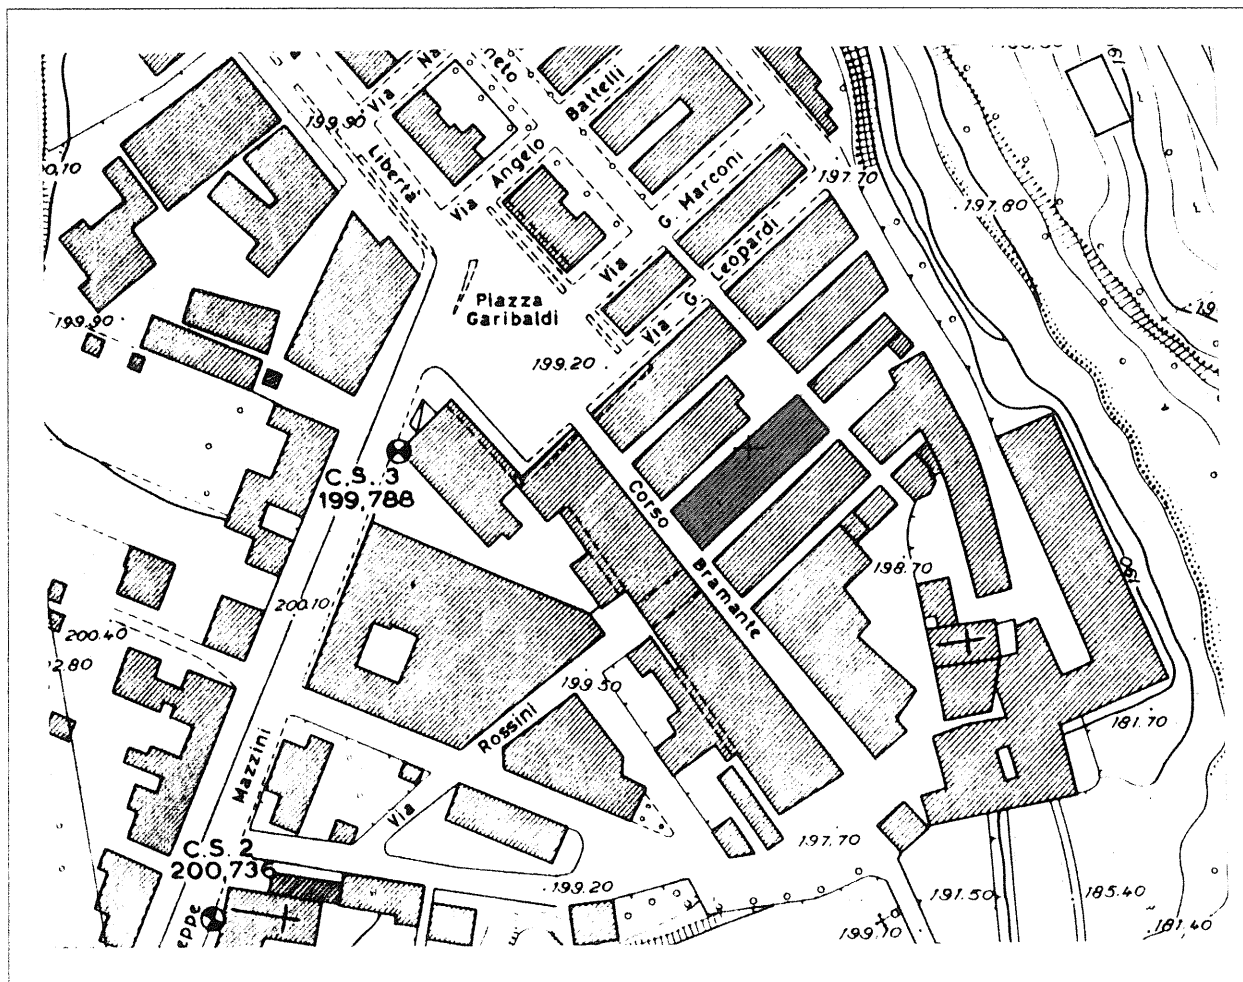 Via
199.90
Libertà
Via
Angelo
Battelli
Via
G. Marconi
Via
G. Leopardi
197.70
197.80
Piazza
Garibaldi
199.90
199.20
C.S. 3
199,788
Corso
Bramante
198.70
200.10
200.40
199.50
Rossini
Via
Mazzini
181.70
197.70
C.S. 2
200,736
199.20
191.50
185.40
199.10
181.40
eppe